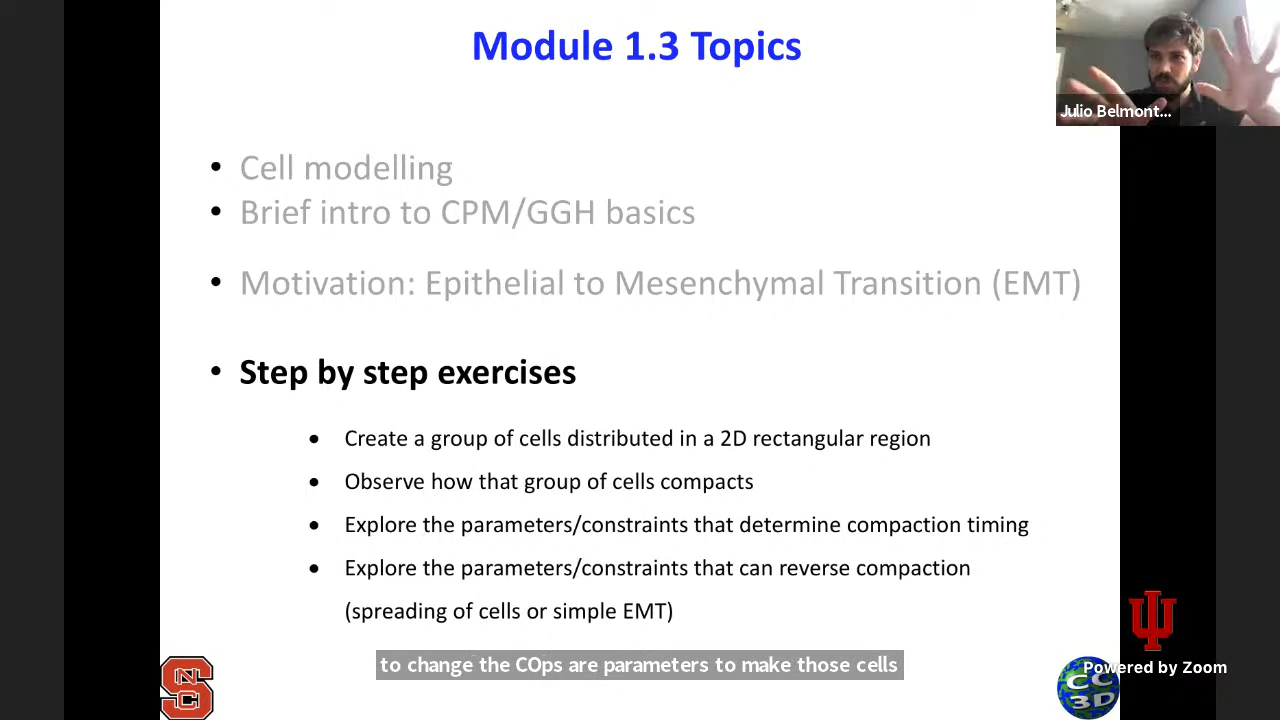 Module 1.3 Topics
Julio Belmont...
• Cell modelling
• Brief intro to CPM/GGH basics
• Motivation: Epithelial to Mesenchymal Transition (EMT)
• Step by step exercises
• Create a group of cells distributed in a 2D rectangular region
• Observe how that group of cells compacts
• Explore the parameters/constraints that determine compaction timing
• Explore the parameters/constraints that can reverse compaction
(spreading of cells or simple EMT)
to change the COps are parameters to make those cells
Powered by Zoom
CC
3D